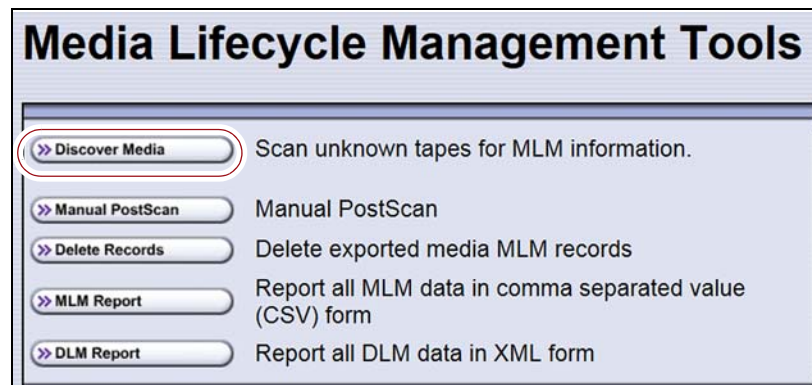 Media Lifecycle Management Tools
» Discover Media Scan unknown tapes for MLM information.
» Manual PostScan Manual PostScan
» Delete Records Delete exported media MLM records
» MLM Report Report all MLM data in comma separated value
(CSV) form
» DLM Report Report all DLM data in XML form